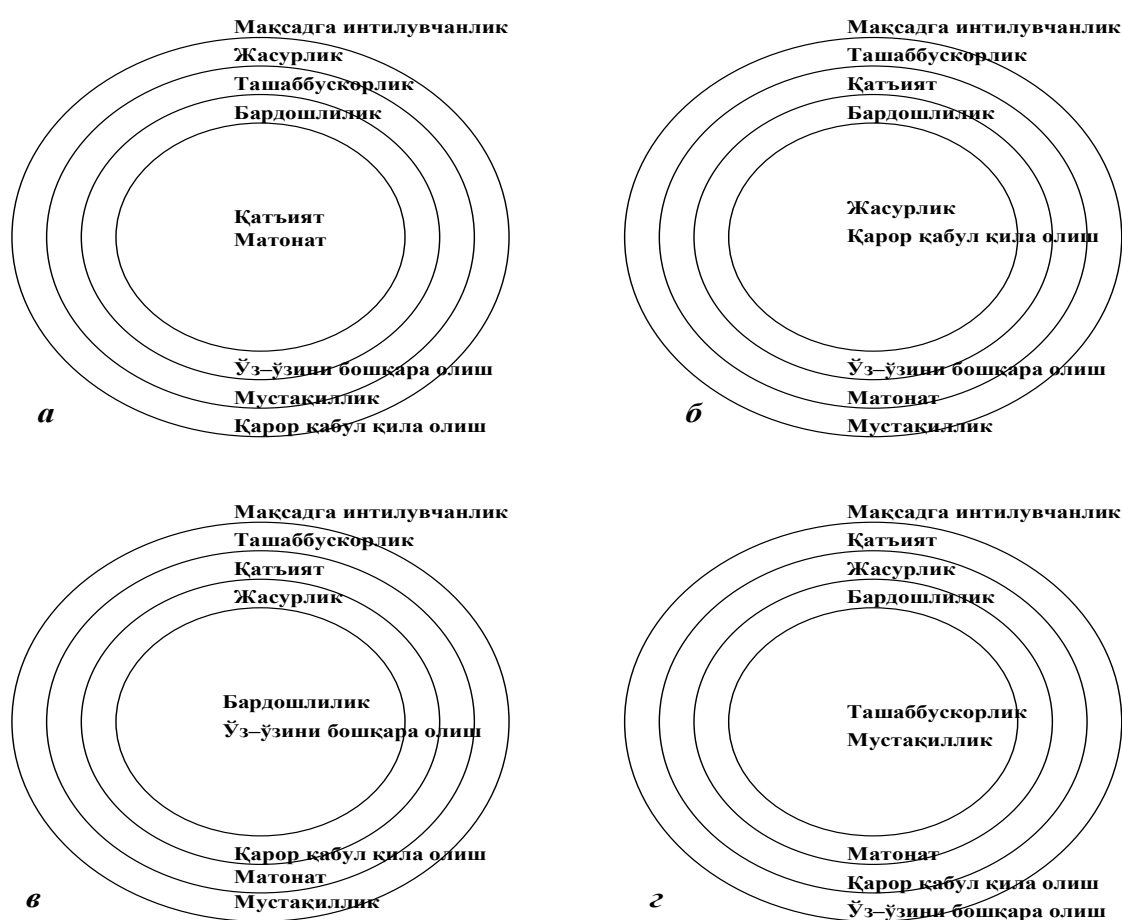 Мақсадга интилувчанлик
Жасурлик
Ташаббускорлик
Бардошлилик
Қатъият
Матонат
Ўз–ўзини бошқара олиш
Мустақиллик
Қарор қабул қила олиш
а
Мақсадга интилувчанлик
Ташаббускорлик
Қатъият
Бардошлилик
Жасурлик
Қарор қабул қила олиш
Ўз–ўзини бошқара олиш
Матонат
Мустақиллик
б
Мақсадга интилувчанлик
Ташаббускорлик
Қатъият
Жасурлик
Бардошлилик
Ўз–ўзини бошқара олиш
Қарор қабул қила олиш
Матонат
Мустақиллик
в
Мақсадга интилувчанлик
Қатъият
Жасурлик
Бардошлилик
Ташаббускорлик
Мустақиллик
Матонат
Қарор қабул қила олиш
Ўз–ўзини бошқара олиш
г